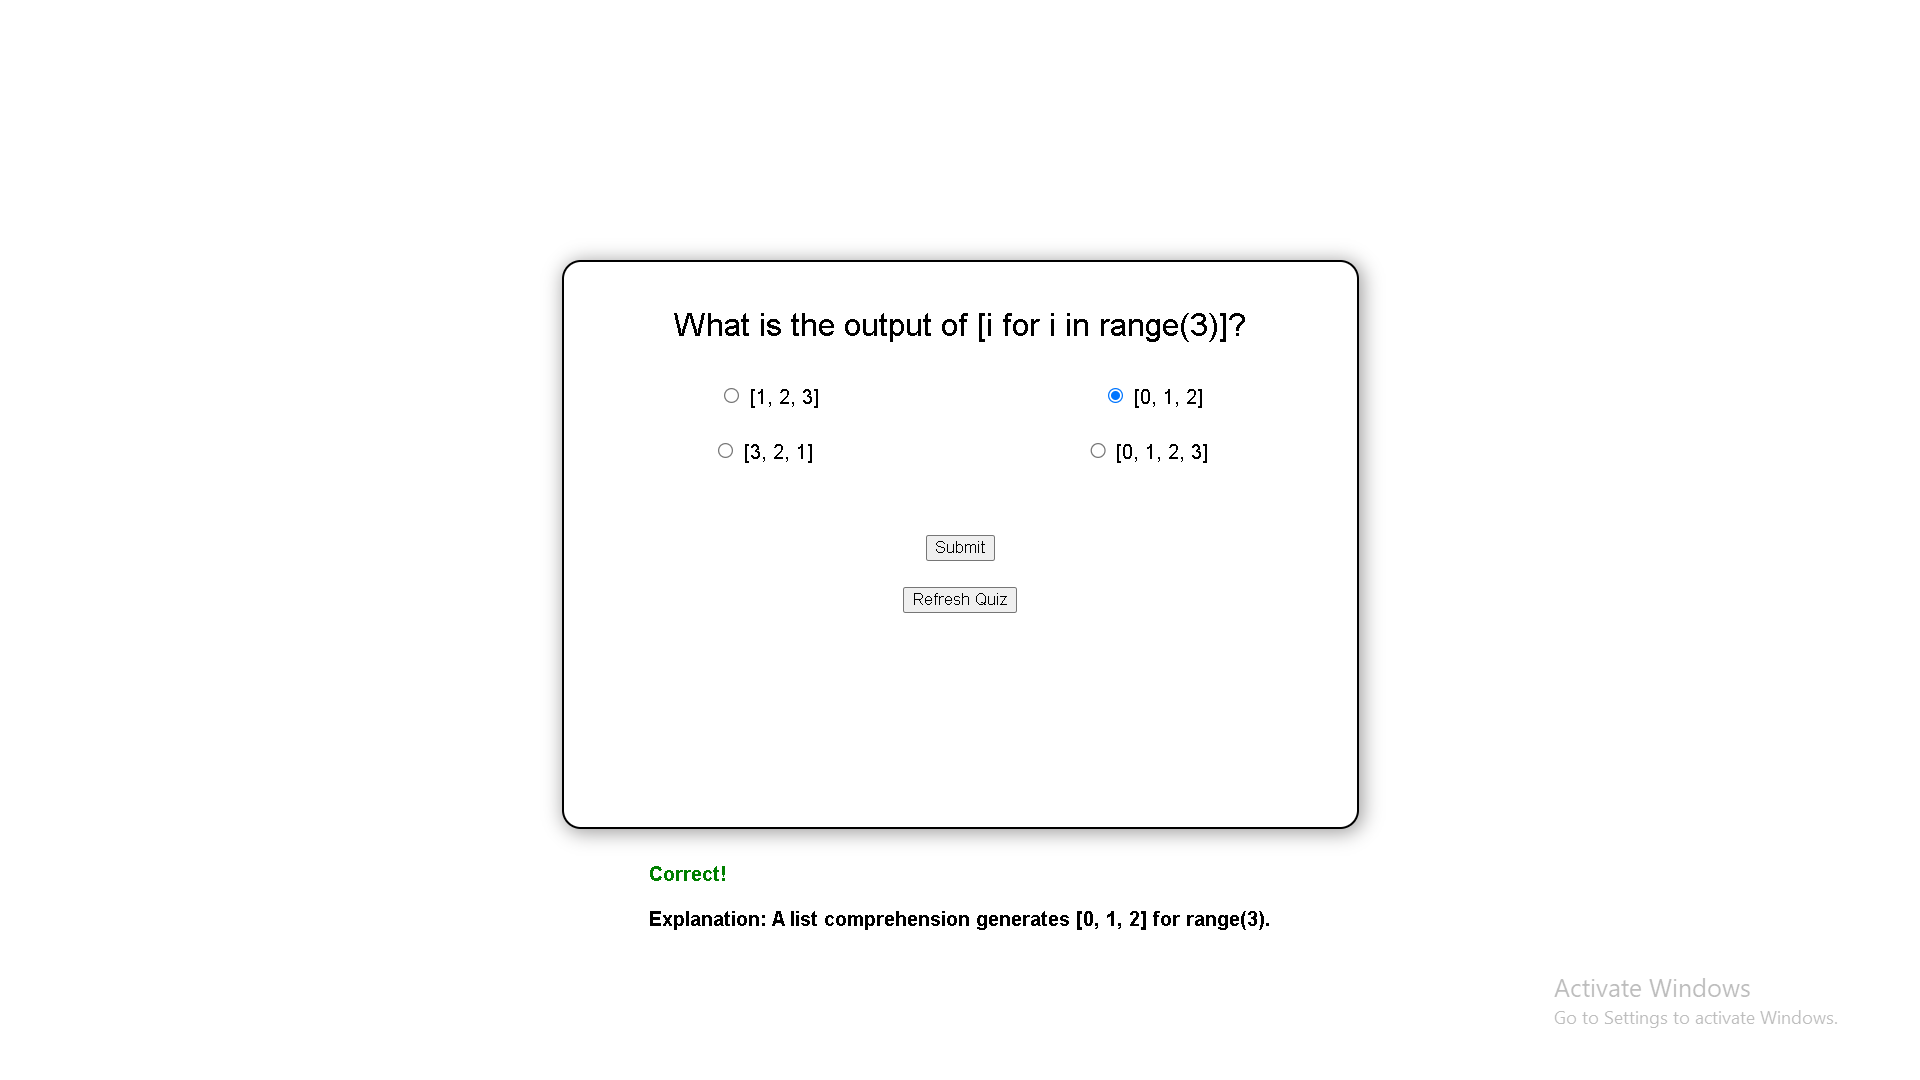 What is the output of [i for i in range(3)]?
[1, 2, 3]
[0, 1, 2]
[3, 2, 1]
[0, 1, 2, 3]
Submit
Refresh Quiz
Correct!
Explanation: A list comprehension generates [0, 1, 2] for range(3).
Activate Windows
Go to Settings to activate Windows.